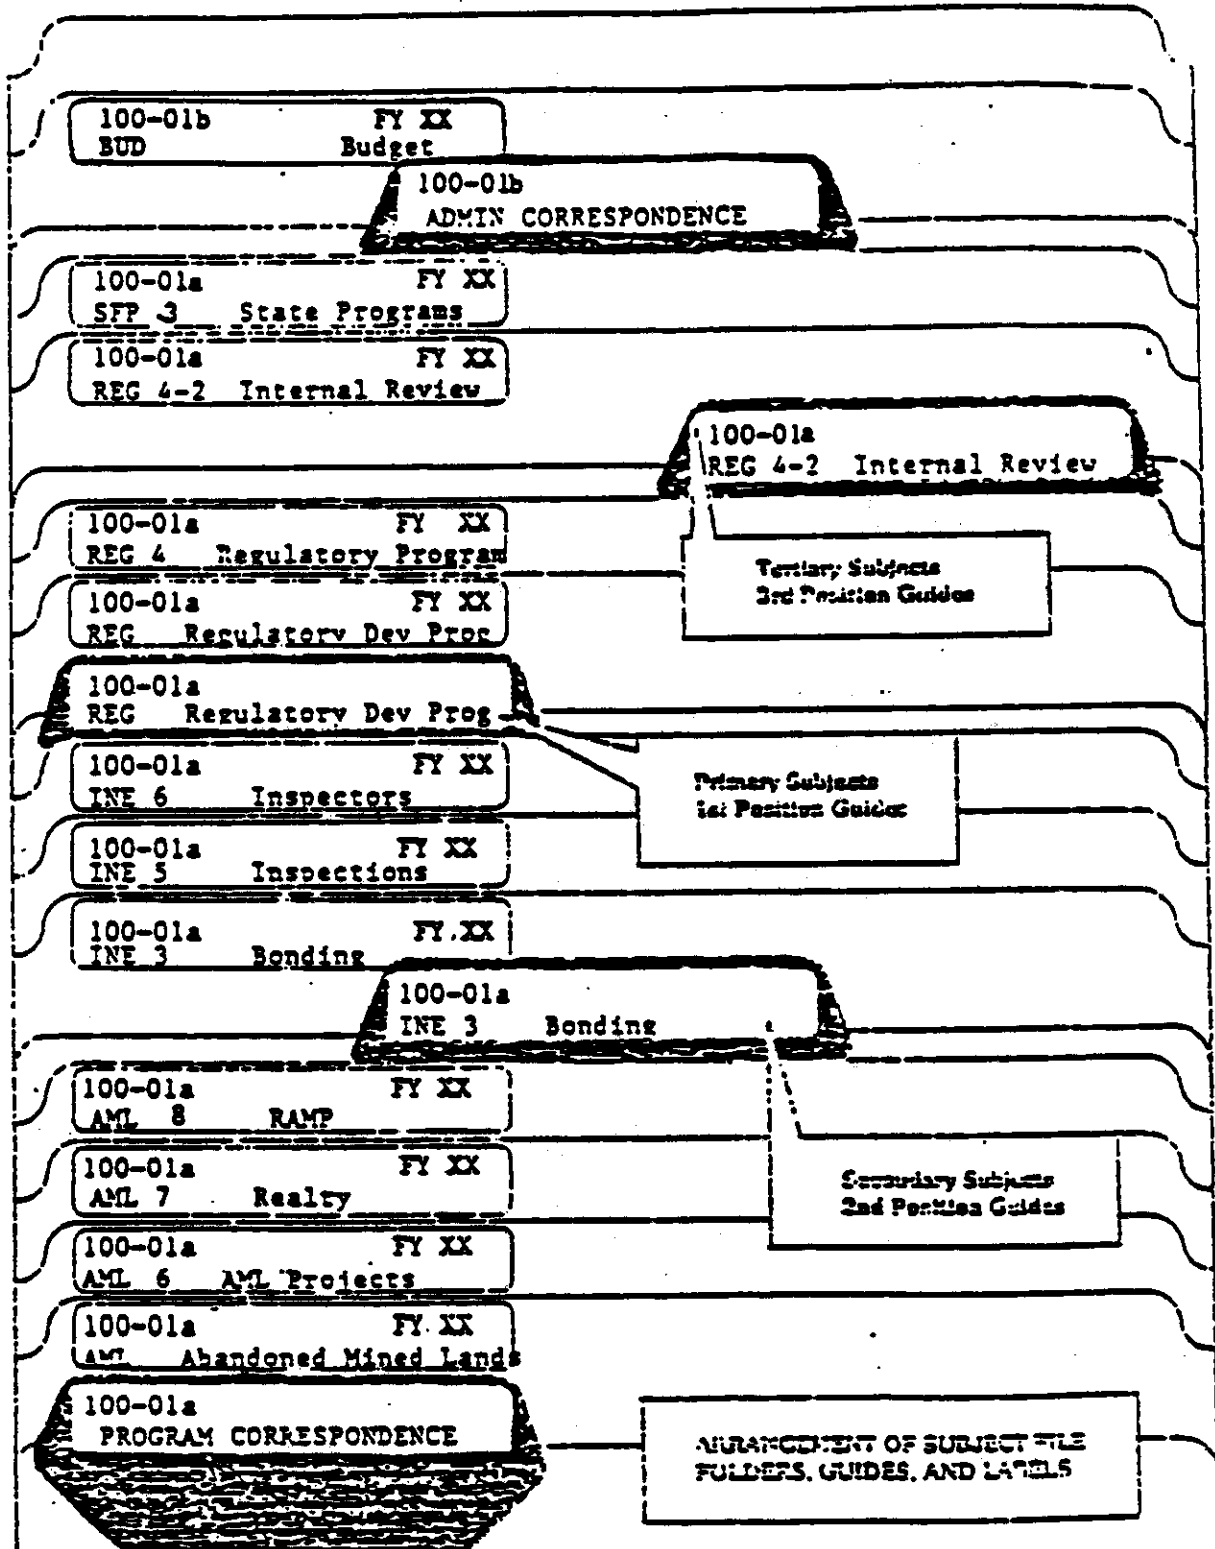 100-01b FY XX
BUD Budget
100-01b
ADMIN CORRESPONDENCE
100-01a FY XX
SFP 3 State Programs
100-01a FY XX
REG 4-2 Internal Review
100-01a
REG 4-2 Internal Review
100-01a FY XX
REG 4 Regulatory Program
Tertiary Subjects
3rd Position Guides
100-01a FY XX
REG Regulatory Dev Proc
100-01a
REG Regulatory Dev Prog
100-01a FY XX
INE 6 Inspectors
Primary Subjects
1st Position Guides
100-01a FY XX
INE 5 Inspections
100-01a FY.XX
INE 3 Bonding
100-01a
INE 3 Bonding
100-01a FY XX
AML 8 RAMP
100-01a FY XX
AML 7 Realty
Secondary Subjects
2nd Position Guides
100-01a FY XX
AML 6 AML Projects
100-01a FY.XX
AML Abandoned Mined Lands
100-01a
PROGRAM CORRESPONDENCE
ARRANGEMENT OF SUBJECT FILE
FOLDERS, GUIDES, AND LABELS